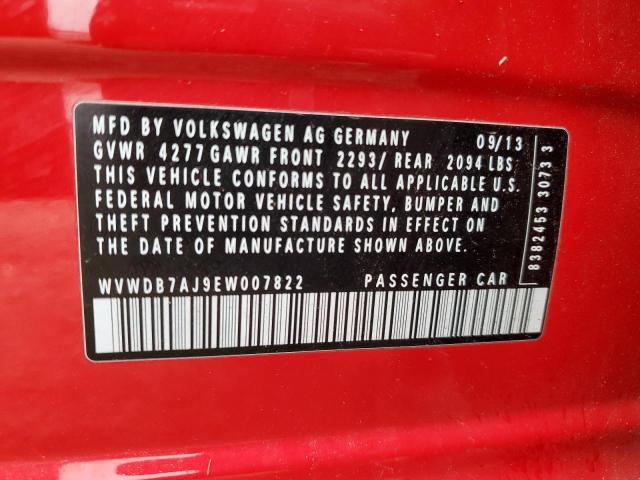 MFD BY VOLKSWAGEN AG GERMANY 09/13
GVWR 4277 GAWR FRONT 2293/ REAR 2094 LBS
THIS VEHICLE CONFORMS TO ALL APPLICABLE U.S.
FEDERAL MOTOR VEHICLE SAFETY, BUMPER AND
THEFT PREVENTION STANDARDS IN EFFECT ON
THE DATE OF MANUFACTURE SHOWN ABOVE.
WVWDB7AJ9EW007822 PASSENGER CAR
8382453 3073 3